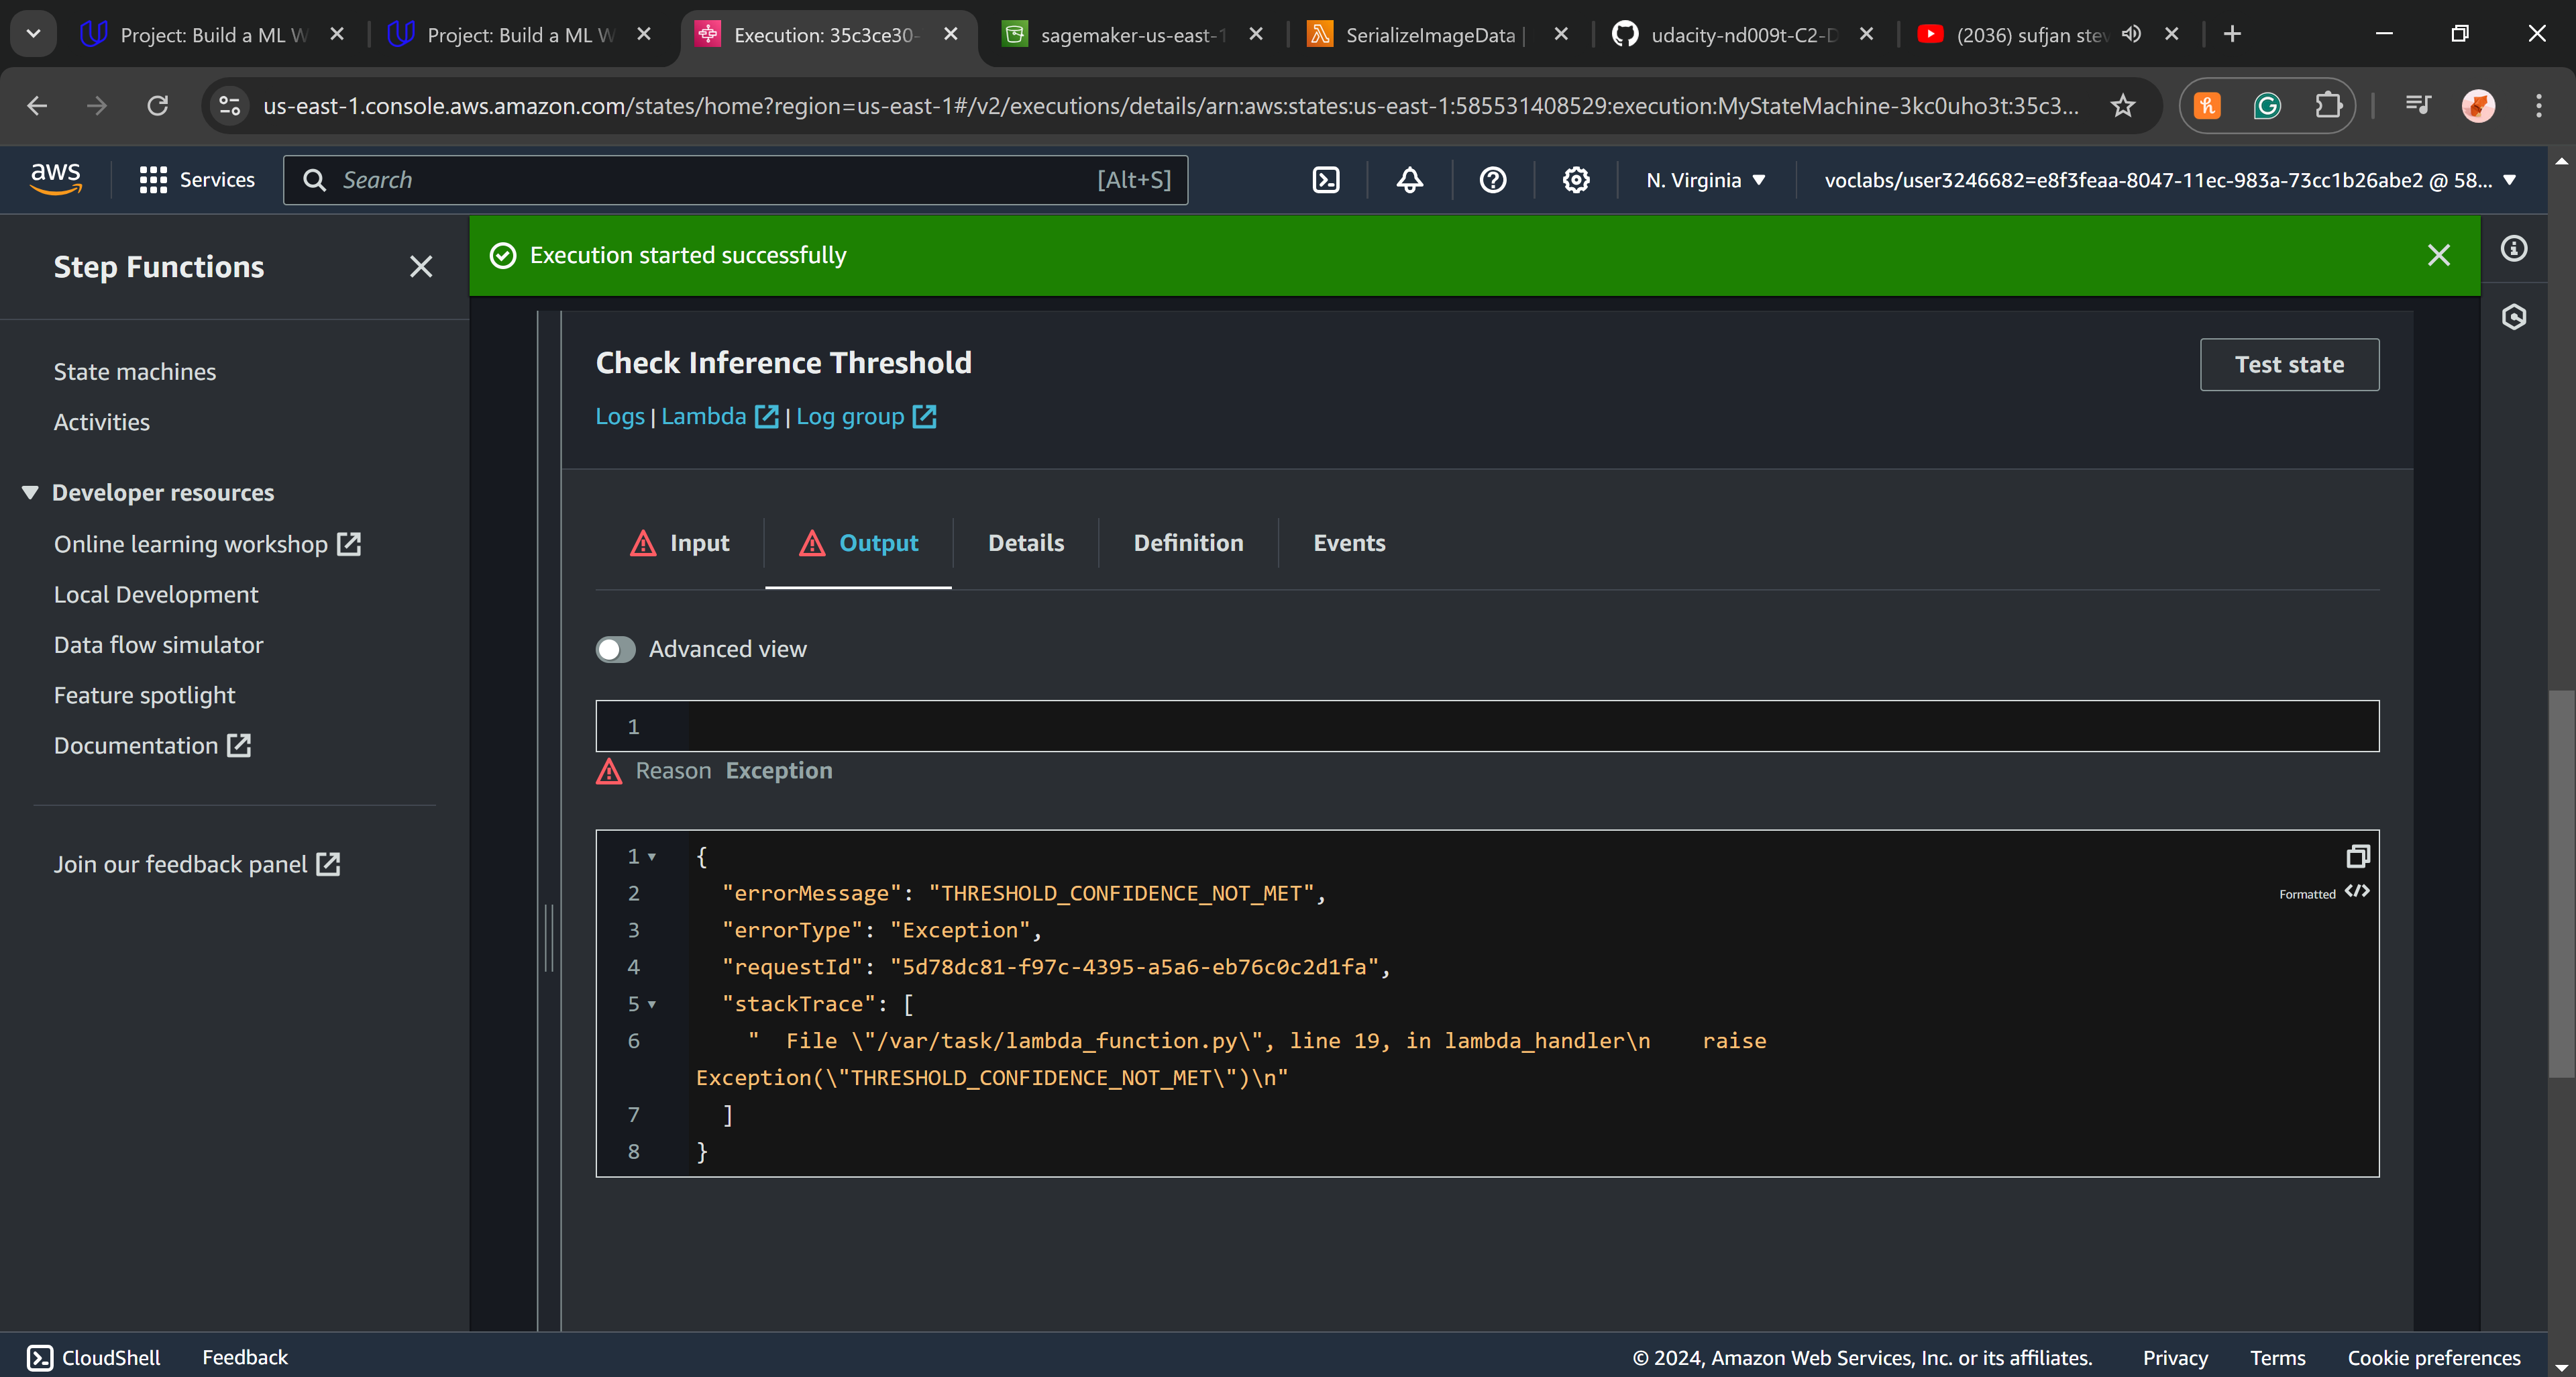 Project: Build a ML W
Project: Build a ML W
Execution: 35c3ce30-
sagemaker-us-east-1
SerializeImageData |
udacity-nd009t-C2-D
(2036) sufjan stev
us-east-1.console.aws.amazon.com/states/home?region=us-east-1#/v2/executions/details/arn:aws:states:us-east-1:585531408529:execution:MyStateMachine-3kc0uho3t:35c3...
aws
Services
Search
[Alt+S]
N. Virginia
voclabs/user3246682=e8f3feaa-8047-11ec-983a-73cc1b26abe2 @ 58...
Step Functions
State machines
Activities
Developer resources
Online learning workshop
Local Development
Data flow simulator
Feature spotlight
Documentation
Join our feedback panel
Execution started successfully
Check Inference Threshold
Test state
Logs | Lambda | Log group
Input
Output
Details
Definition
Events
Advanced view
1
Reason Exception
1 {
2 "errorMessage": "THRESHOLD_CONFIDENCE_NOT_MET",
3 "errorType": "Exception",
4 "requestId": "5d78dc81-f97c-4395-a5a6-eb76c0c2d1fa",
5 "stackTrace": [
6 "  File \"/var/task/lambda_function.py\", line 19, in lambda_handler\n    raise
Exception(\"THRESHOLD_CONFIDENCE_NOT_MET\")\n"
7 ]
8 }
Formatted
CloudShell
Feedback
© 2024, Amazon Web Services, Inc. or its affiliates.
Privacy
Terms
Cookie preferences